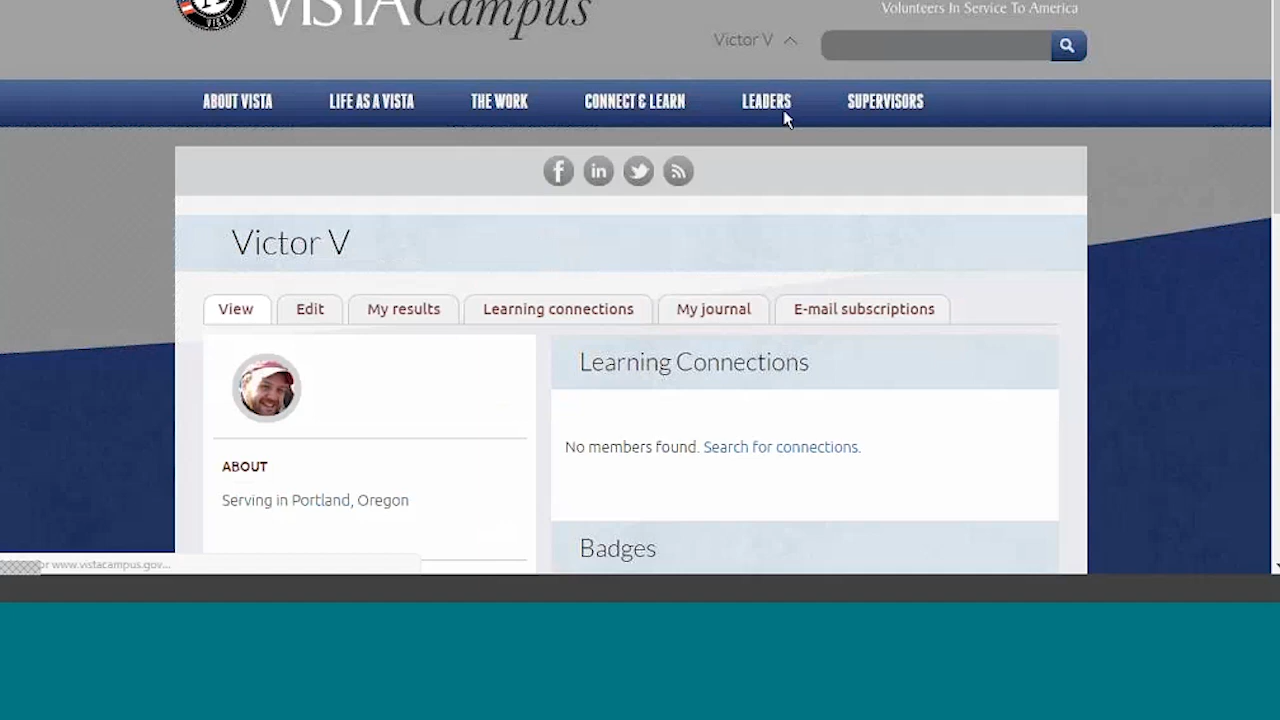 VISTACampus
Volunteers In Service To America
Victor V
ABOUT VISTA
LIFE AS A VISTA
THE WORK
CONNECT & LEARN
LEADERS
SUPERVISORS
Victor V
View
Edit
My results
Learning connections
My journal
E-mail subscriptions
Learning Connections
No members found. Search for connections.
ABOUT
Serving in Portland, Oregon
Badges
or www.vistacampus.gov...